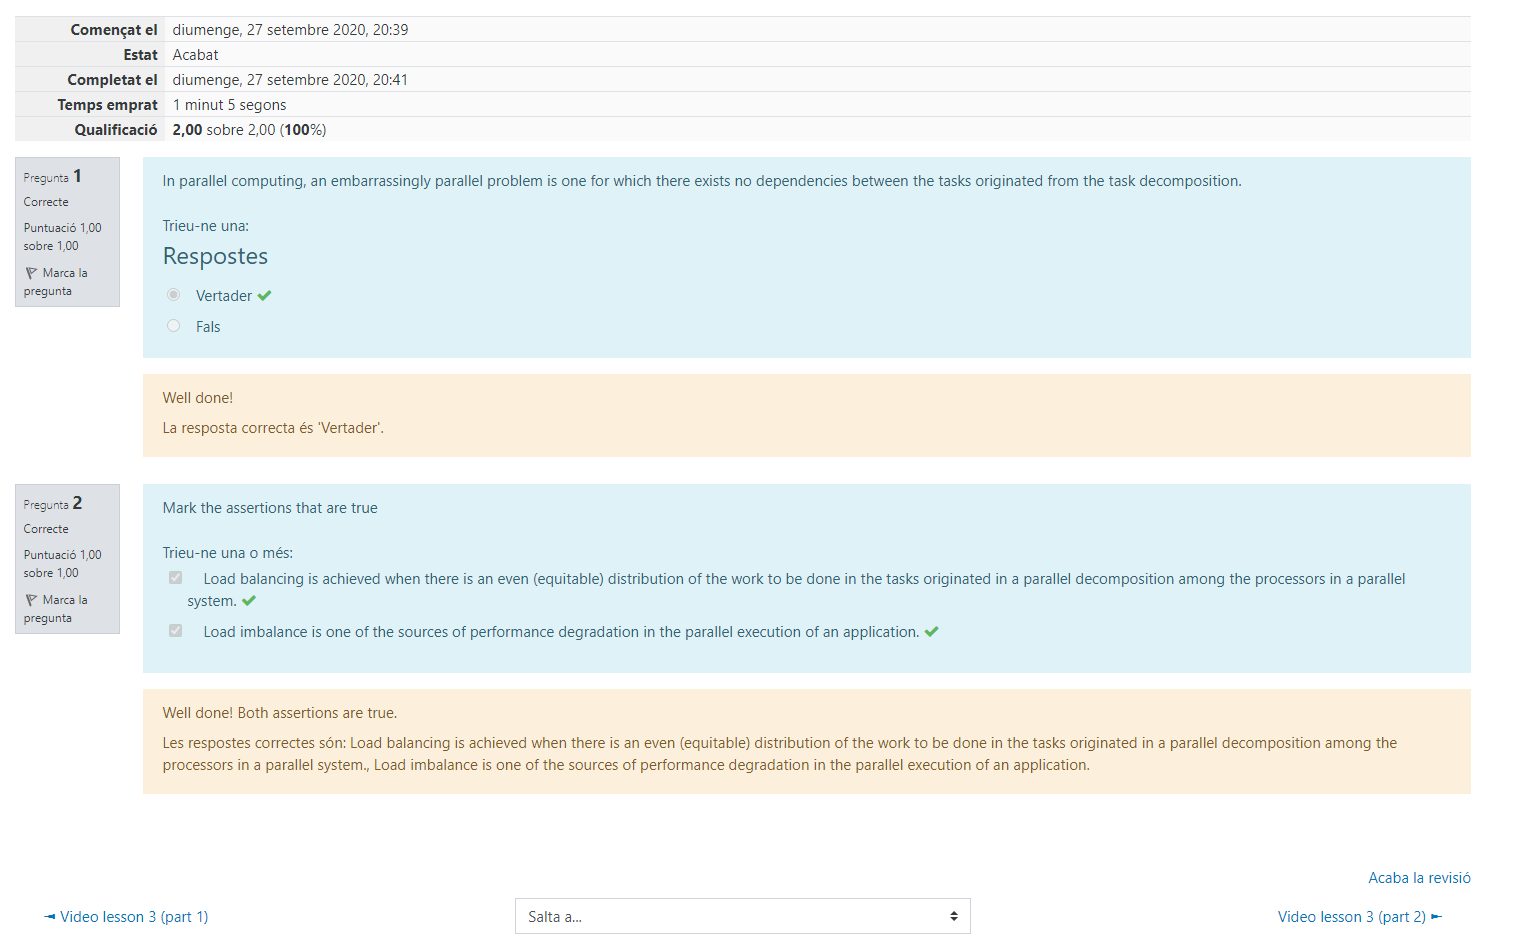 Començat el diumenge, 27 setembre 2020, 20:39
Estat Acabat
Completat el diumenge, 27 setembre 2020, 20:41
Temps emprat 1 minut 5 segons
Qualificació 2,00 sobre 2,00 (100%)
Pregunta 1
Correcte
Puntuació 1,00
sobre 1,00
Marca la
pregunta
In parallel computing, an embarrassingly parallel problem is one for which there exists no dependencies between the tasks originated from the task decomposition.
Trieu-ne una:
Respostes
Vertader
Fals
Well done!
La resposta correcta és 'Vertader'.
Pregunta 2
Correcte
Puntuació 1,00
sobre 1,00
Marca la
pregunta
Mark the assertions that are true
Trieu-ne una o més:
Load balancing is achieved when there is an even (equitable) distribution of the work to be done in the tasks originated in a parallel decomposition among the processors in a parallel
system.
Load imbalance is one of the sources of performance degradation in the parallel execution of an application.
Well done! Both assertions are true.
Les respostes correctes són: Load balancing is achieved when there is an even (equitable) distribution of the work to be done in the tasks originated in a parallel decomposition among the
processors in a parallel system., Load imbalance is one of the sources of performance degradation in the parallel execution of an application.
Acaba la revisió
◄ Video lesson 3 (part 1)
Salta a...
Video lesson 3 (part 2) ►